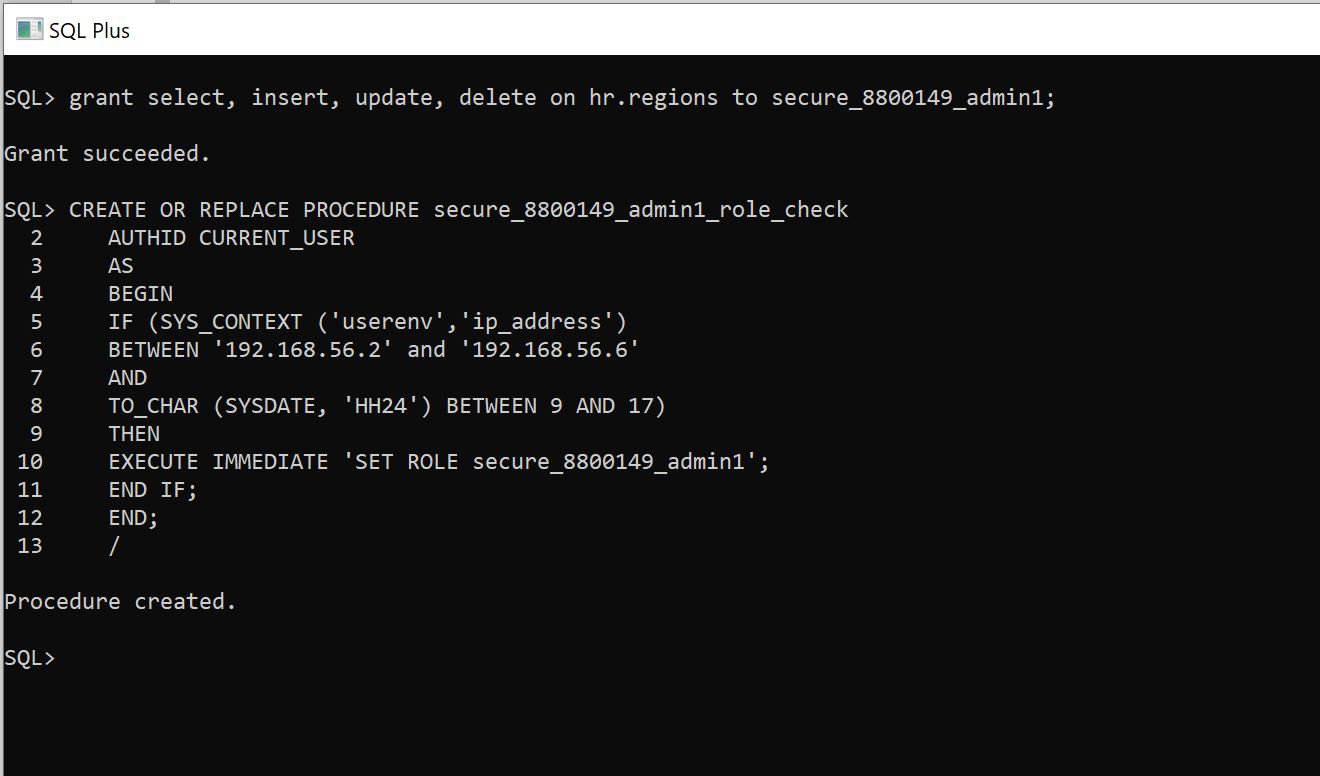 SQL Plus
SQL> grant select, insert, update, delete on hr.regions to secure_8800149_admin1;
Grant succeeded.
SQL> CREATE OR REPLACE PROCEDURE secure_8800149_admin1_role_check
2 AUTHID CURRENT_USER
3 AS
4 BEGIN
5 IF (SYS_CONTEXT ('userenv','ip_address')
6 BETWEEN '192.168.56.2' and '192.168.56.6'
7 AND
8 TO_CHAR (SYSDATE, 'HH24') BETWEEN 9 AND 17)
9 THEN
10 EXECUTE IMMEDIATE 'SET ROLE secure_8800149_admin1';
11 END IF;
12 END;
13 /
Procedure created.
SQL>